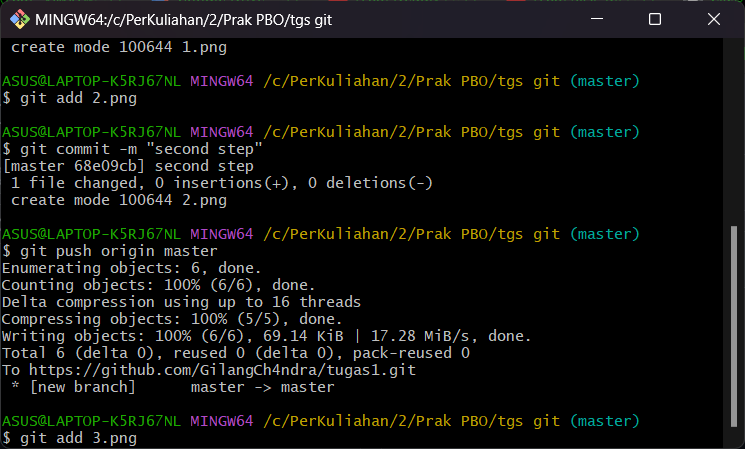 MINGW64:/c/PerKuliahan/2/Prak PBO/tgs git
create mode 100644 1.png
ASUS@LAPTOP-K5RJ67NL MINGW64 /c/PerKuliahan/2/Prak PBO/tgs git (master)
$ git add 2.png
ASUS@LAPTOP-K5RJ67NL MINGW64 /c/PerKuliahan/2/Prak PBO/tgs git (master)
$ git commit -m "second step"
[master 68e09cb] second step
1 file changed, 0 insertions(+), 0 deletions(-)
create mode 100644 2.png
ASUS@LAPTOP-K5RJ67NL MINGW64 /c/PerKuliahan/2/Prak PBO/tgs git (master)
$ git push origin master
Enumerating objects: 6, done.
Counting objects: 100% (6/6), done.
Delta compression using up to 16 threads
Compressing objects: 100% (5/5), done.
Writing objects: 100% (6/6), 69.14 KiB | 17.28 MiB/s, done.
Total 6 (delta 0), reused 0 (delta 0), pack-reused 0
To https://github.com/GilangCh4ndra/tugas1.git
* [new branch]      master -> master
ASUS@LAPTOP-K5RJ67NL MINGW64 /c/PerKuliahan/2/Prak PBO/tgs git (master)
$ git add 3.png